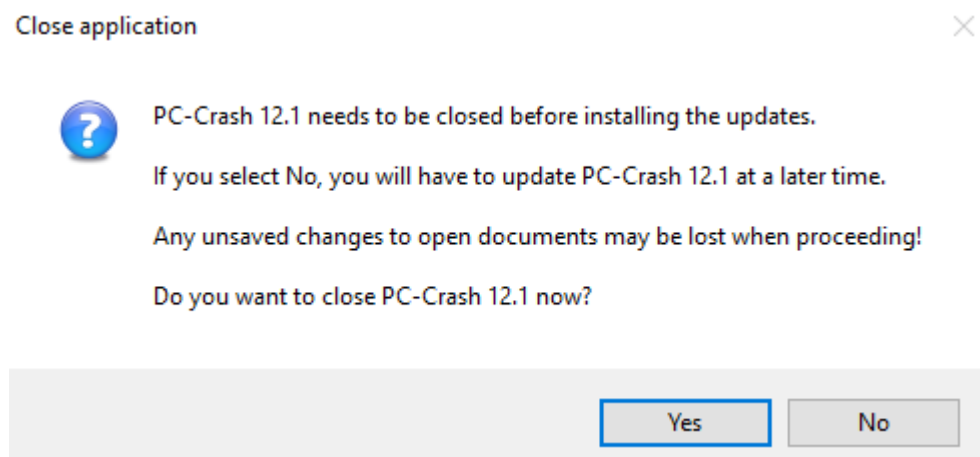 Close application
PC-Crash 12.1 needs to be closed before installing the updates.
If you select No, you will have to update PC-Crash 12.1 at a later time.
Any unsaved changes to open documents may be lost when proceeding!
Do you want to close PC-Crash 12.1 now?
Yes No